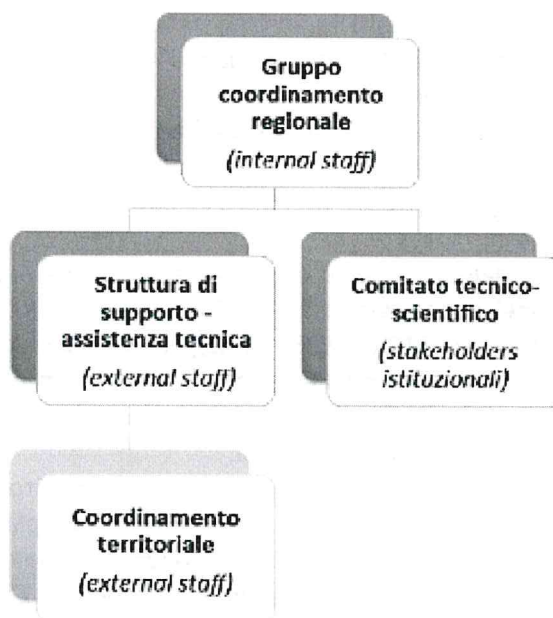 Gruppo
coordinamento
regionale
(internal staff)
Struttura di
supporto -
assistenza tecnica
(external staff)
Comitato tecnico-
scientifico
(stakeholders
istituzionali)
Coordinamento
territoriale
(external staff)